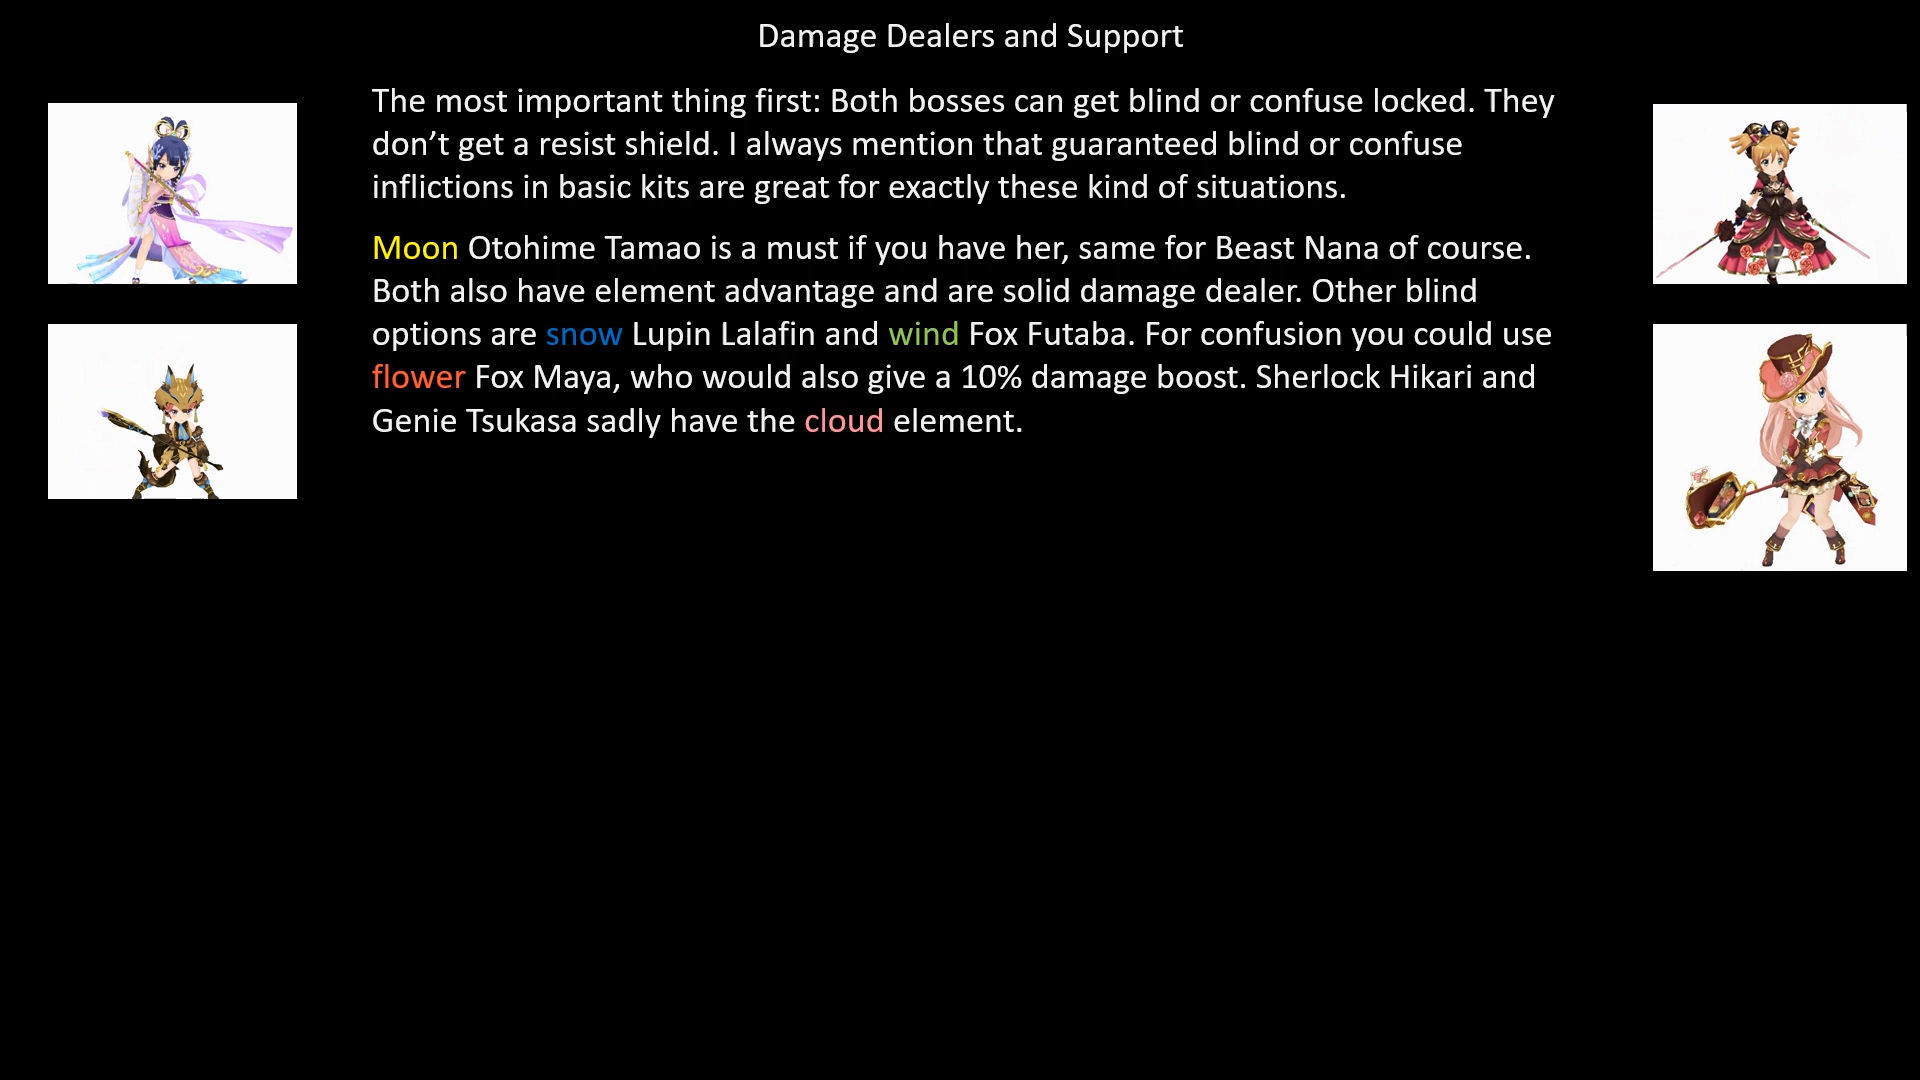 Damage Dealers and Support
The most important thing first: Both bosses can get blind or confuse locked. They
don’t get a resist shield. I always mention that guaranteed blind or confuse
inflictions in basic kits are great for exactly these kind of situations.
Moon Otohime Tamao is a must if you have her, same for Beast Nana of course.
Both also have element advantage and are solid damage dealer. Other blind
options are snow Lupin Lalafin and wind Fox Futaba. For confusion you could use
flower Fox Maya, who would also give a 10% damage boost. Sherlock Hikari and
Genie Tsukasa sadly have the cloud element.